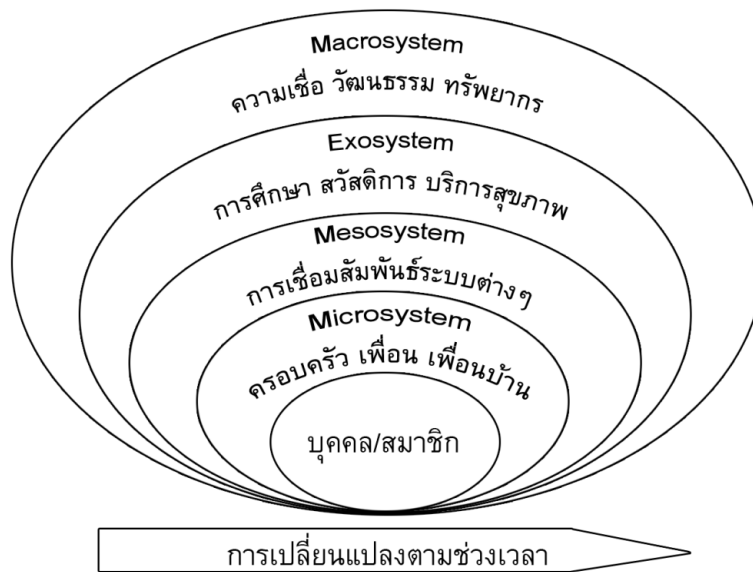 Macrosystem
ความเชื่อ วัฒนธรรม ทรัพยากร
Exosystem
การศึกษา สวัสดิการ บริการสุขภาพ
Mesosystem
การเชื่อมสัมพันธ์ระบบต่างๆ
Microsystem
ครอบครัว เพื่อน เพื่อนบ้าน
บุคคล/สมาชิก
การเปลี่ยนแปลงตามช่วงเวลา